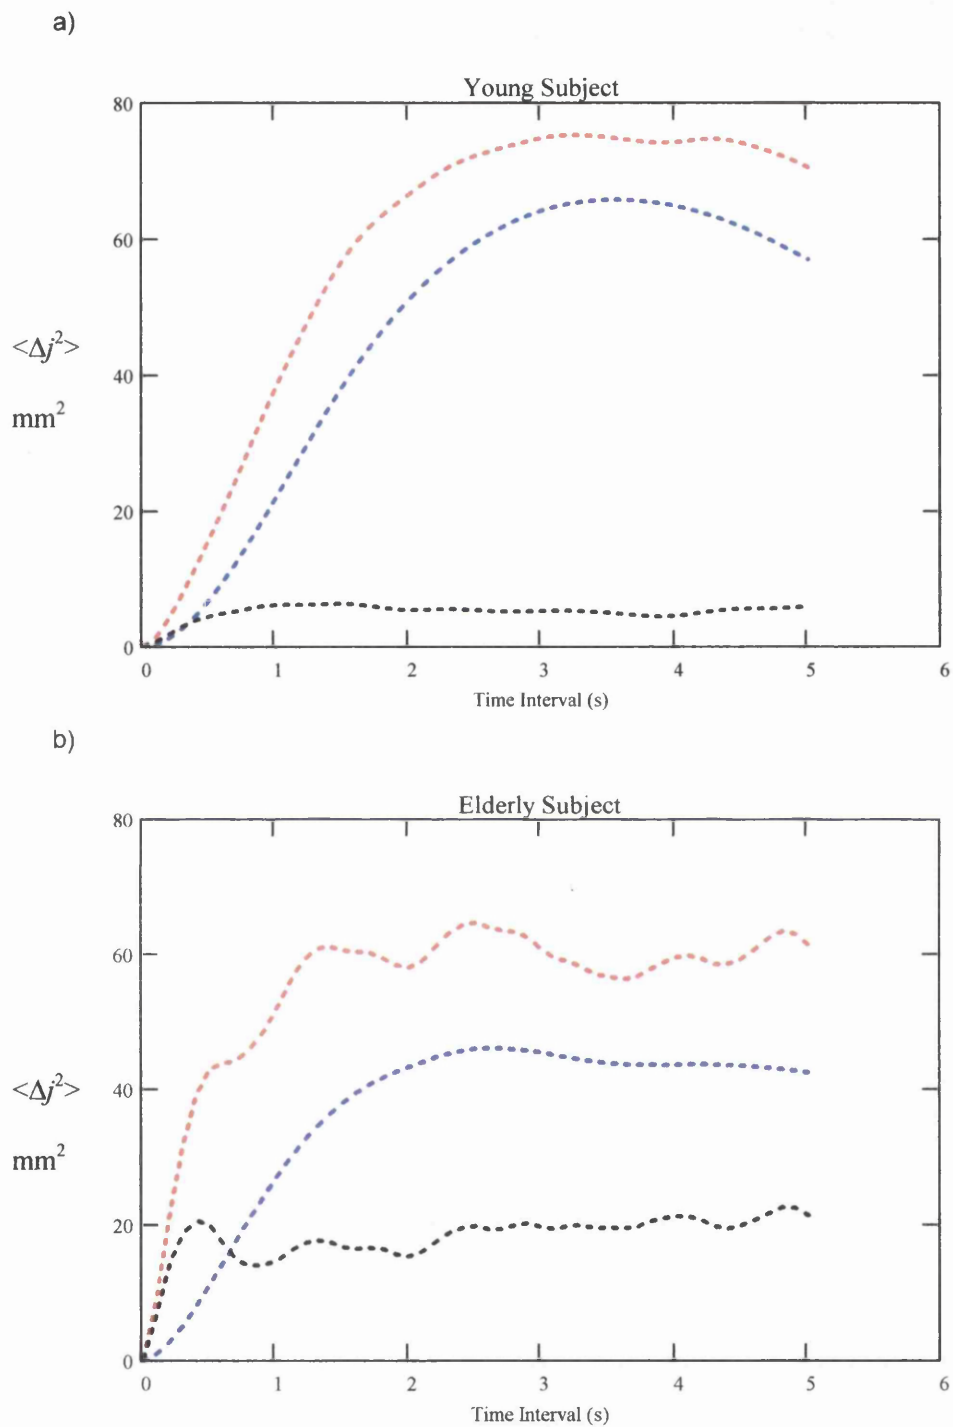 a)
Young Subject
80
60
40
20
0
<Δj²>
mm²
0 1 2 3 4 5 6
Time Interval (s)
b)
Elderly Subject
80
60
40
20
0
<Δj²>
mm²
0 1 2 3 4 5 6
Time Interval (s)